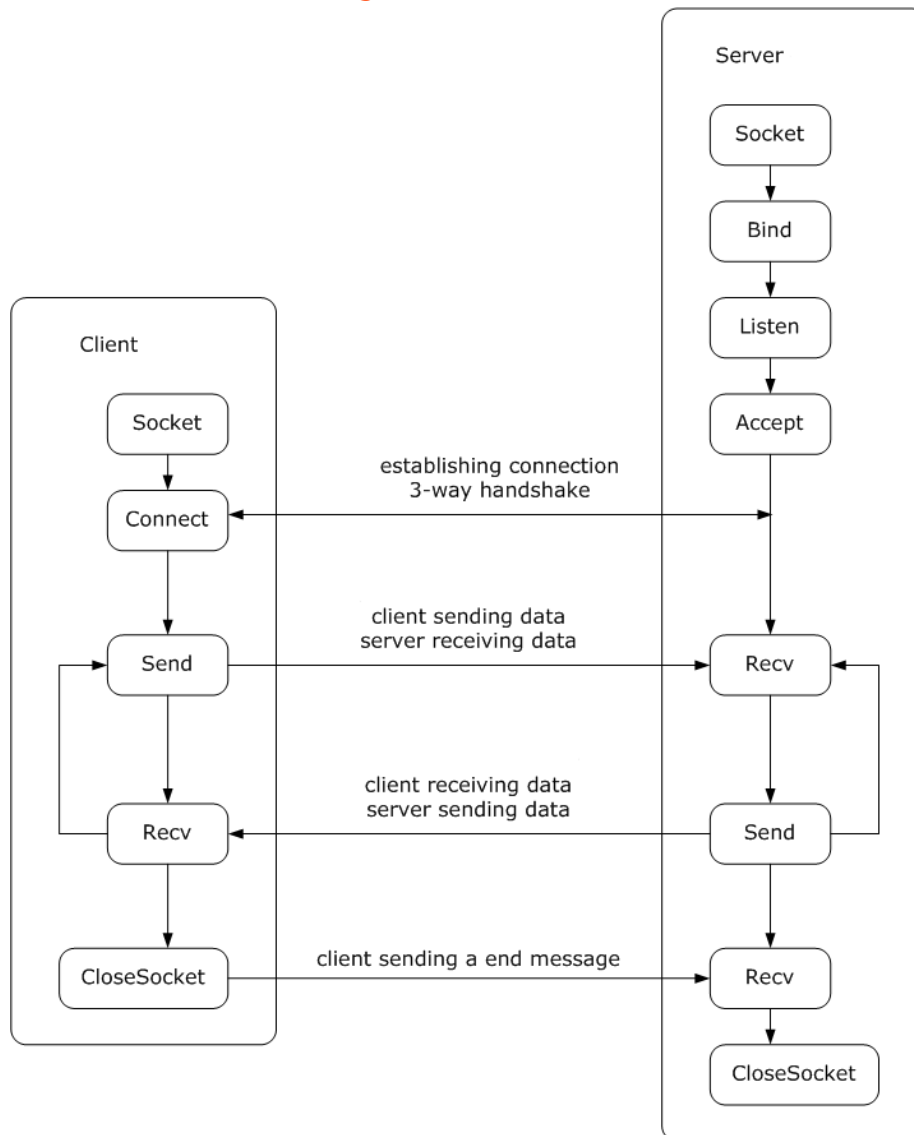 Server
Socket
Bind
Listen
Client
Accept
Socket
establishing connection
3-way handshake
Connect
client sending data
server receiving data
Send
Recv
client receiving data
server sending data
Recv
Send
CloseSocket
client sending a end message
Recv
CloseSocket